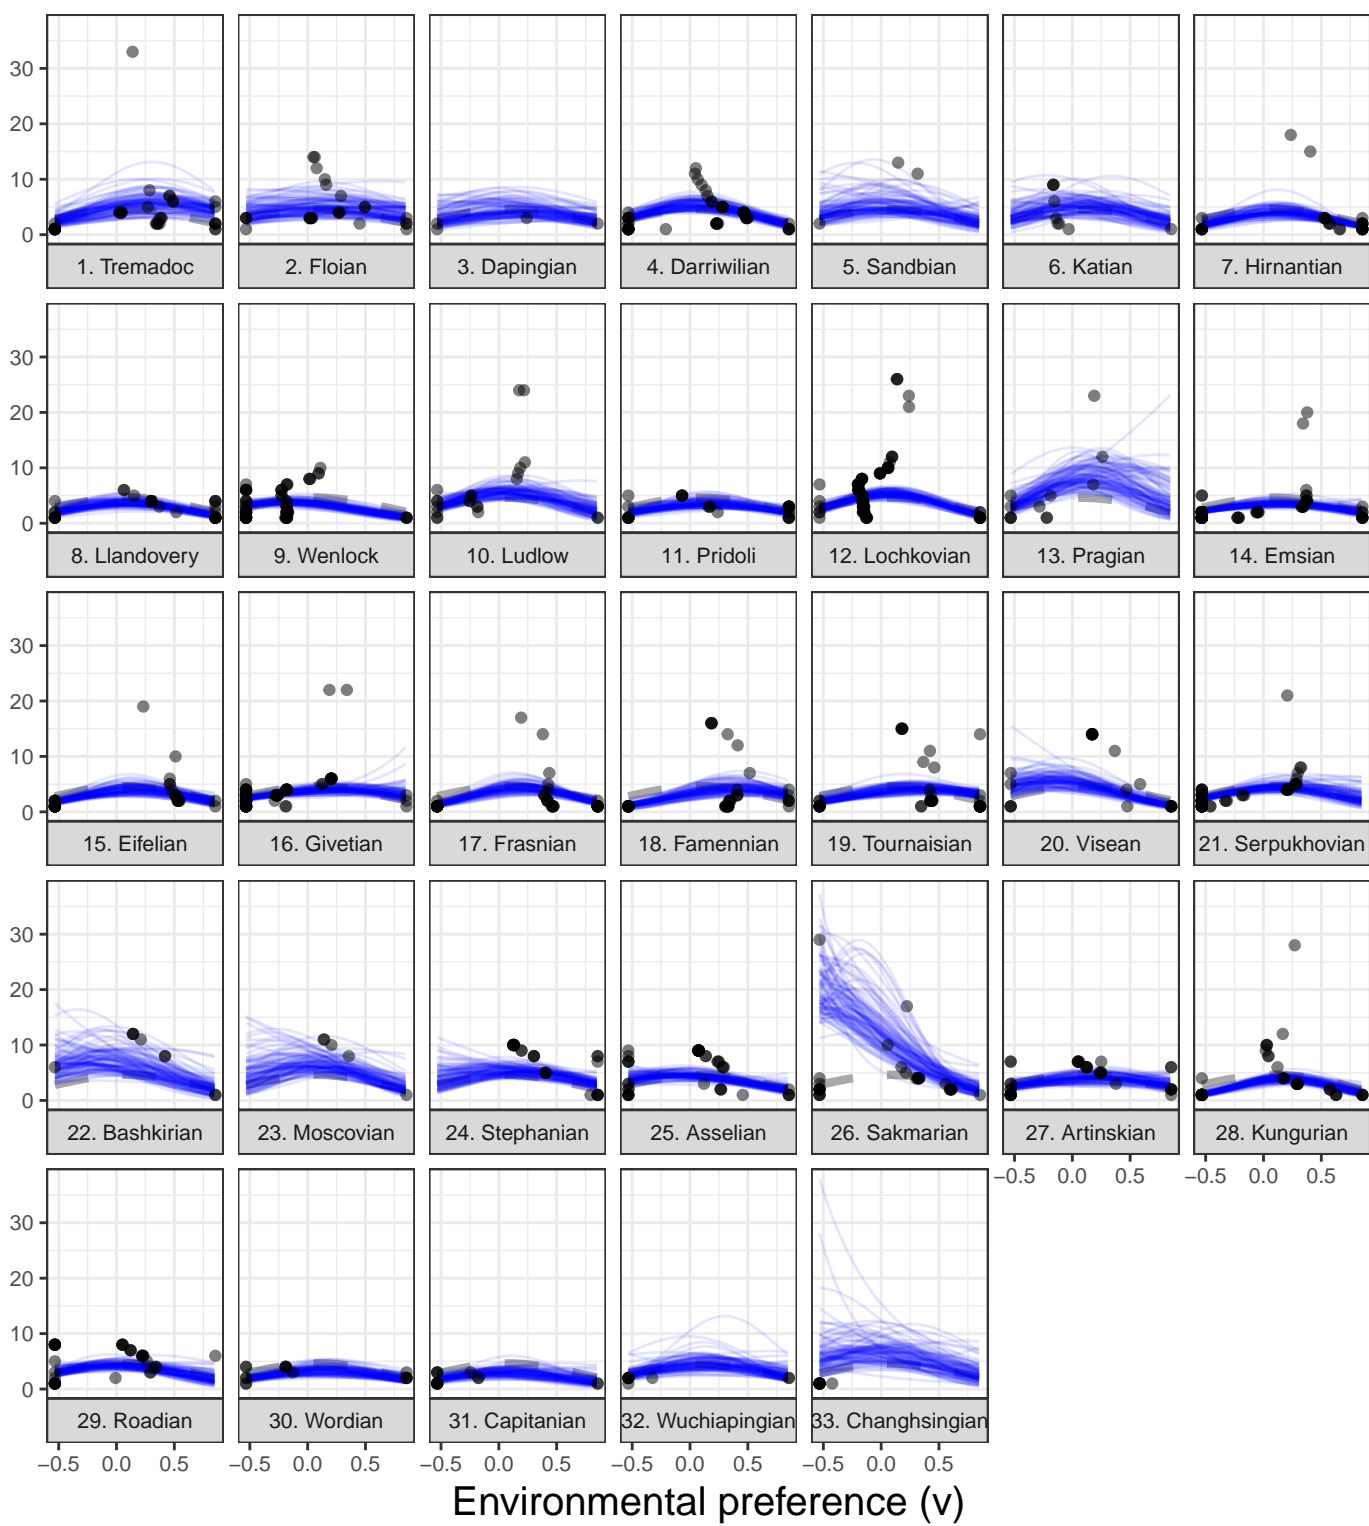 30
20
10
0
1. Tremadoc 2. Floian 3. Dapingian 4. Darriwilian 5. Sandbian 6. Katian 7. Hirnantian
30
20
10
0
8. Llandovery 9. Wenlock 10. Ludlow 11. Pridoli 12. Lochkovian 13. Pragian 14. Emsian
30
20
10
0
15. Eifelian 16. Givetian 17. Frasnian 18. Famennian 19. Tournaisian 20. Visean 21. Serpukhovian
30
20
10
0
22. Bashkirian 23. Moscovian 24. Stephanian 25. Asselian 26. Sakmarian 27. Artinskian 28. Kungurian
−0.5 0.0 0.5 −0.5 0.0 0.5
30
20
10
0
29. Roadian 30. Wordian 31. Capitanian 32. Wuchiapingian 33. Changhsingian
−0.5 0.0 0.5 −0.5 0.0 0.5 −0.5 0.0 0.5 −0.5 0.0 0.5 −0.5 0.0 0.5
Environmental preference (v)